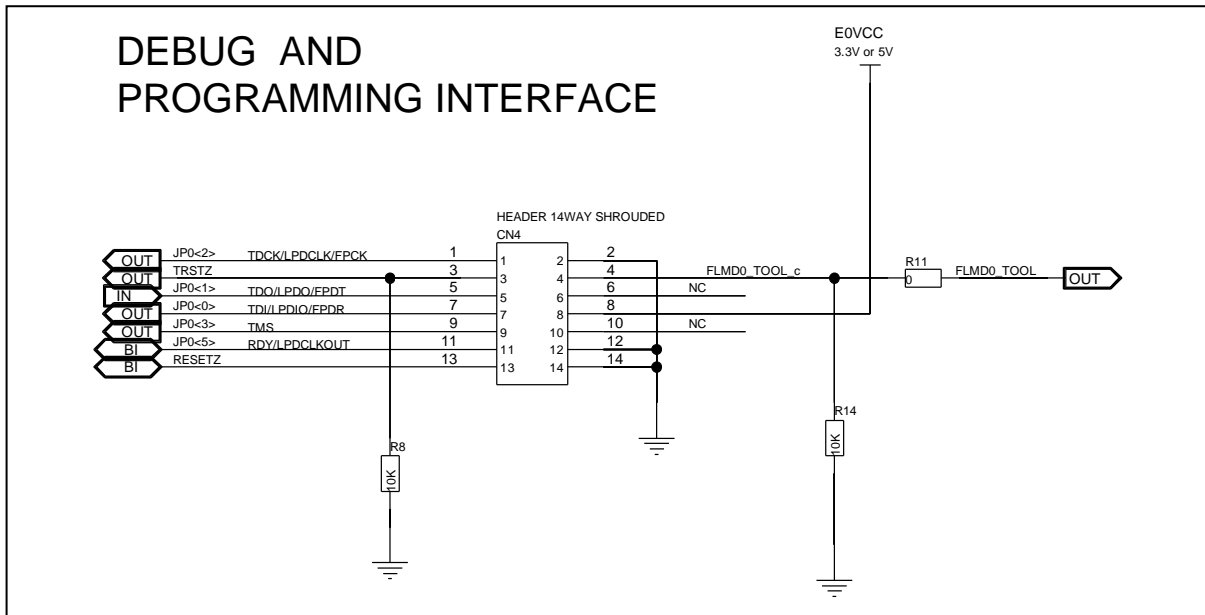 DEBUG AND
PROGRAMMING INTERFACE
E0VCC
3.3V or 5V
HEADER 14WAY SHROUDED
CN4
OUT JP0<2> TDCK/LPDCLK/FPCK 1 1 2 2
OUT TRSTZ 3 3 4 4 FLMD0_TOOL_c R11 0 FLMD0_TOOL OUT
IN JP0<1> TDO/LPDO/FPDT 5 5 6 6 NC
OUT JP0<0> TDI/LPDIO/FPDR 7 7 8 8
OUT JP0<3> TMS 9 9 10 10 NC
BI JP0<5> RDY/LPDCLKOUT 11 11 12 12
BI RESETZ 13 13 14 14
R14
10K
R8
10K